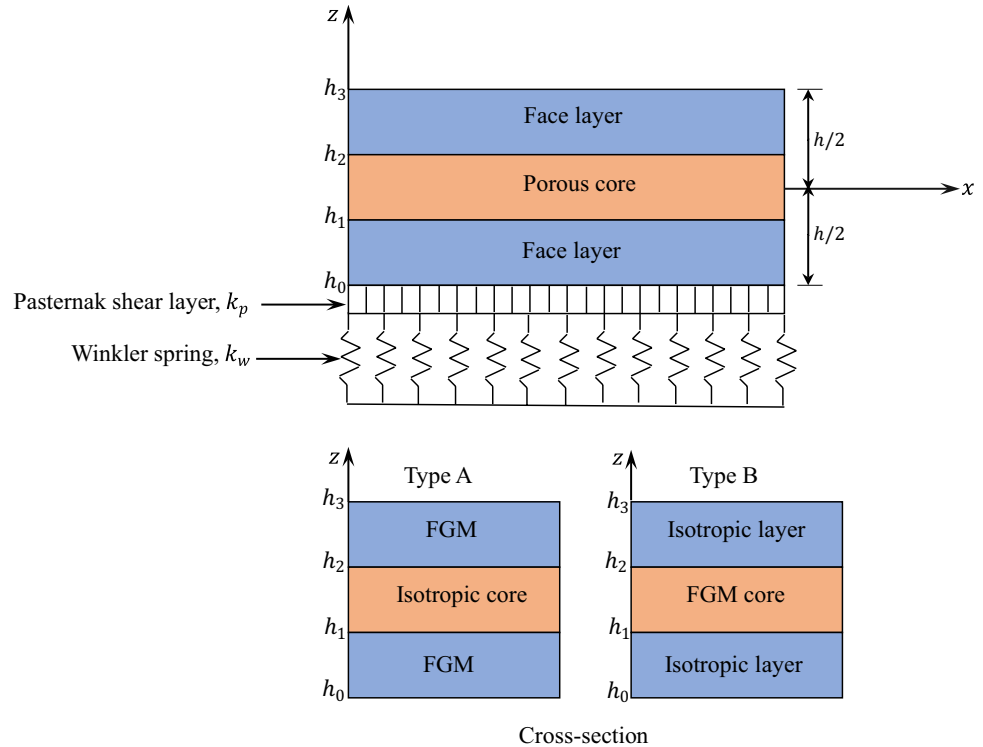 z
h₃
Face layer
h/2
h₂
Porous core
x
h₁
Face layer
h/2
h₀
Pasternak shear layer, kₚ
Winkler spring, k_w
z
Type A
h₃
FGM
h₂
Isotropic core
h₁
FGM
h₀
z
Type B
h₃
Isotropic layer
h₂
FGM core
h₁
Isotropic layer
h₀
Cross-section